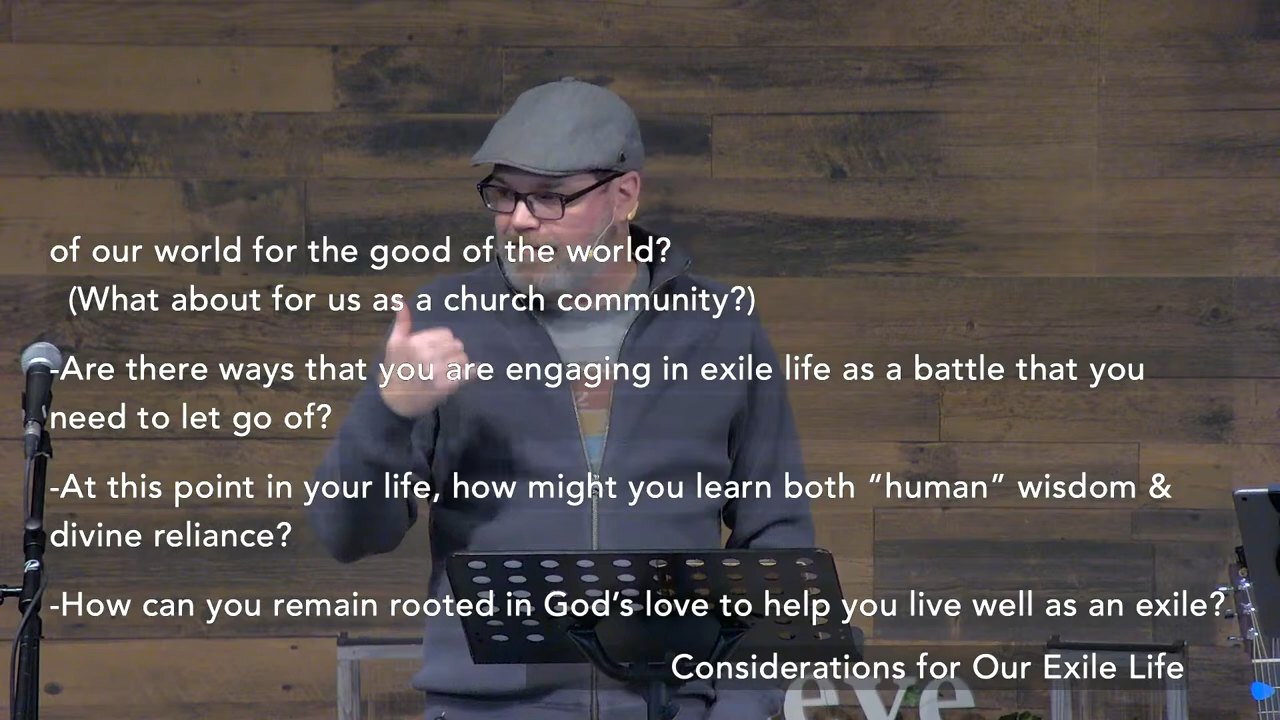 of our world for the good of the world?
(What about for us as a church community?)
-Are there ways that you are engaging in exile life as a battle that you
need to let go of?
-At this point in your life, how might you learn both “human” wisdom &
divine reliance?
-How can you remain rooted in God’s love to help you live well as an exile?
Considerations for Our Exile Life
eve